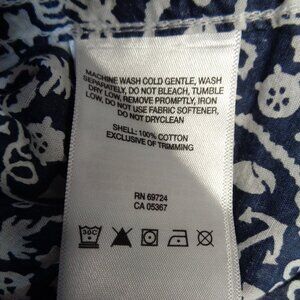 MACHINE WASH COLD GENTLE, WASH
SEPARATELY, DO NOT BLEACH, TUMBLE
DRY LOW, REMOVE PROMPTLY, IRON
LOW, DO NOT USE FABRIC SOFTENER,
DO NOT DRYCLEAN
SHELL: 100% COTTON
EXCLUSIVE OF TRIMMING
RN 69724
CA 05367